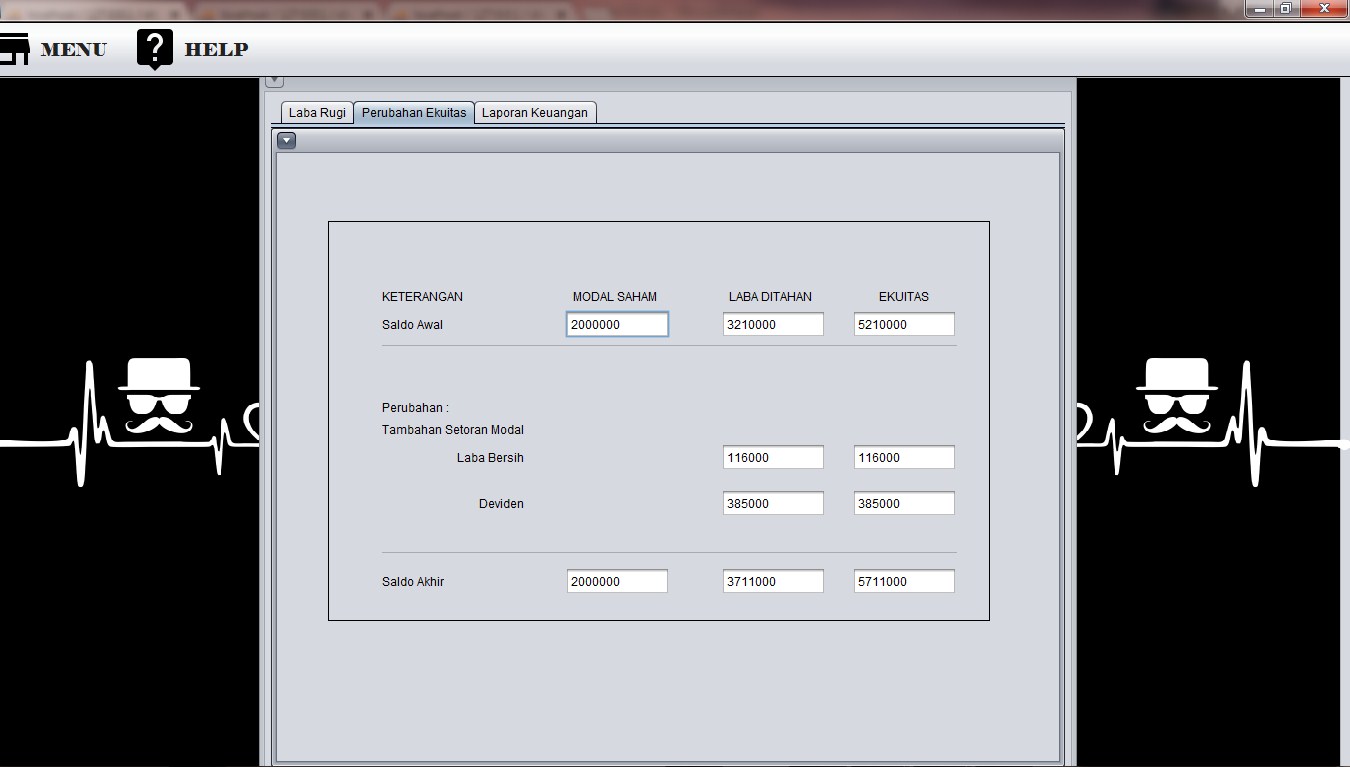 MENU HELP
Laba Rugi Perubahan Ekuitas Laporan Keuangan
KETERANGAN MODAL SAHAM LABA DITAHAN EKUITAS
Saldo Awal 2000000 3210000 5210000
Perubahan :
Tambahan Setoran Modal
Laba Bersih 116000 116000
Deviden 385000 385000
Saldo Akhir 2000000 3711000 5711000